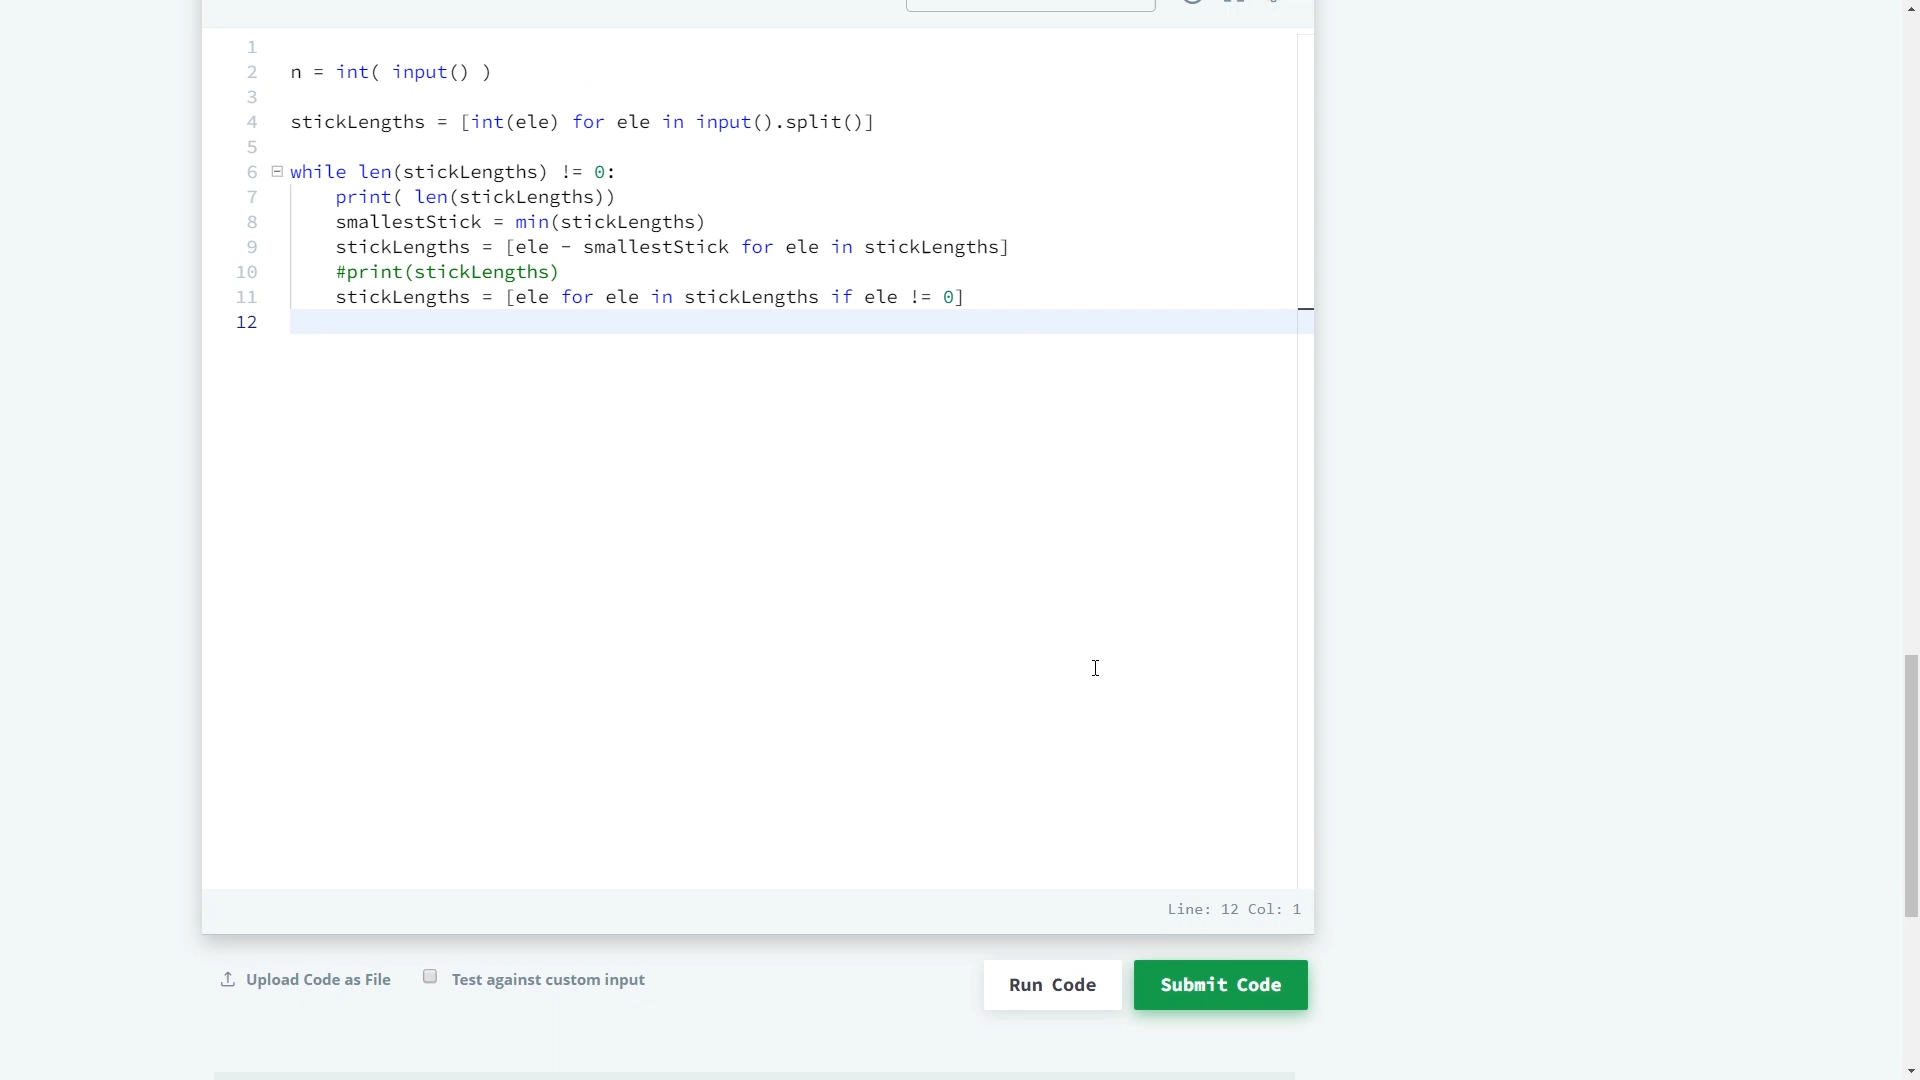 1
2 n = int( input() )
3
4 stickLengths = [int(ele) for ele in input().split()]
5
6 while len(stickLengths) != 0:
7 print( len(stickLengths))
8 smallestStick = min(stickLengths)
9 stickLengths = [ele - smallestStick for ele in stickLengths]
10 #print(stickLengths)
11 stickLengths = [ele for ele in stickLengths if ele != 0]
12
Line: 12 Col: 1
Upload Code as File Test against custom input Run Code Submit Code